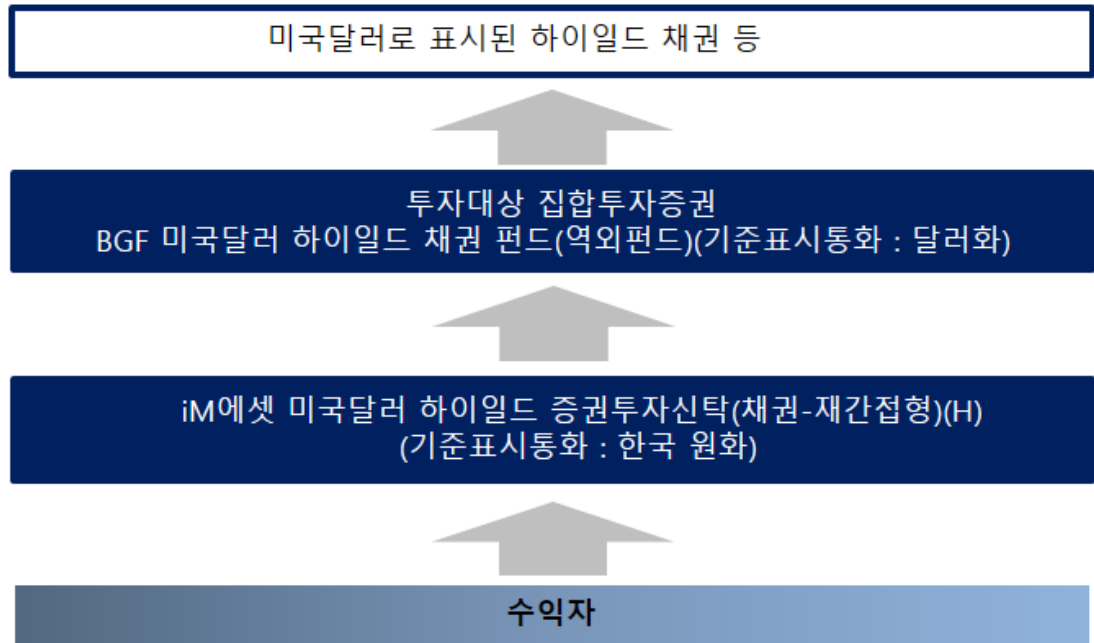 미국달러로 표시된 하이일드 채권 등
투자대상 집합투자증권
BGF 미국달러 하이일드 채권 펀드(역외펀드)(기준표시통화 : 달러화)
iM에셋 미국달러 하이일드 증권투자신탁(채권-재간접형)(H)
(기준표시통화 : 한국 원화)
수익자